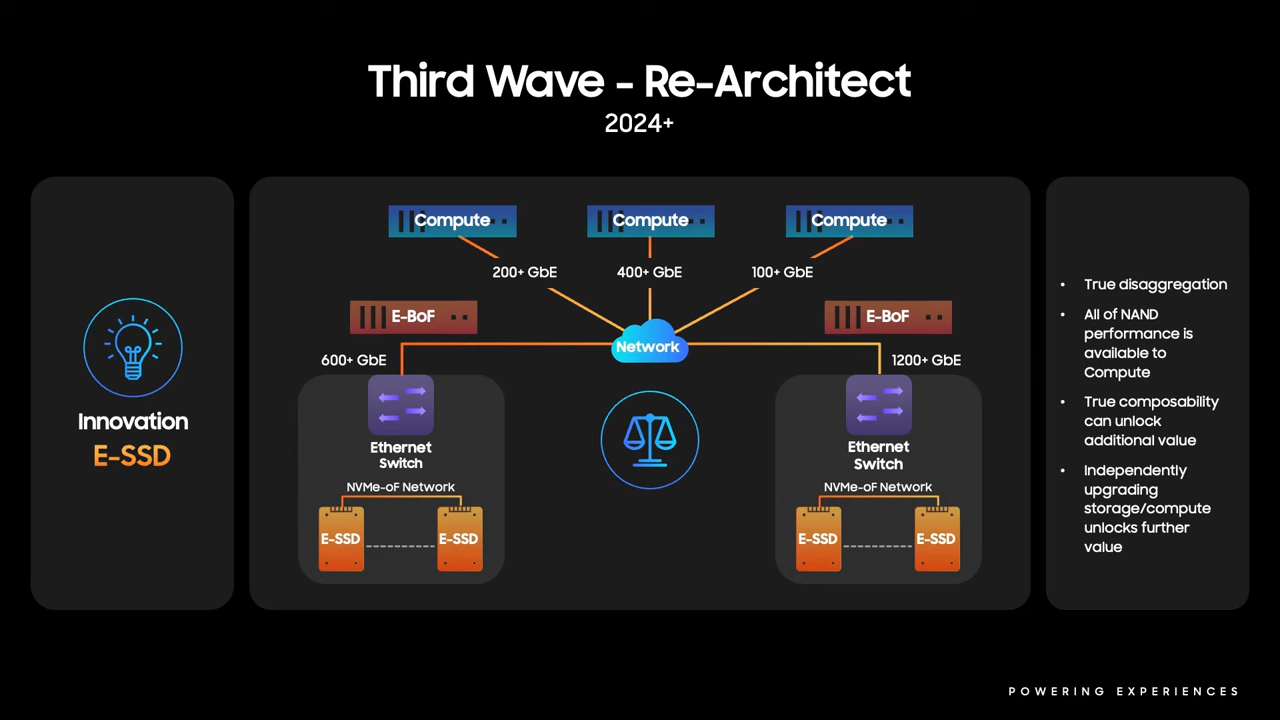 Third Wave - Re-Architect
2024+
Innovation
E-SSD
Compute
Compute
Compute
200+ GbE
400+ GbE
100+ GbE
E-BoF
E-BoF
Network
600+ GbE
1200+ GbE
Ethernet
Switch
NVMe-oF Network
E-SSD
E-SSD
Ethernet
Switch
NVMe-oF Network
E-SSD
E-SSD
• True disaggregation
• All of NAND
performance is
available to
Compute
• True composability
can unlock
additional value
• Independently
upgrading
storage/compute
unlocks further
value
POWERING EXPERIENCES